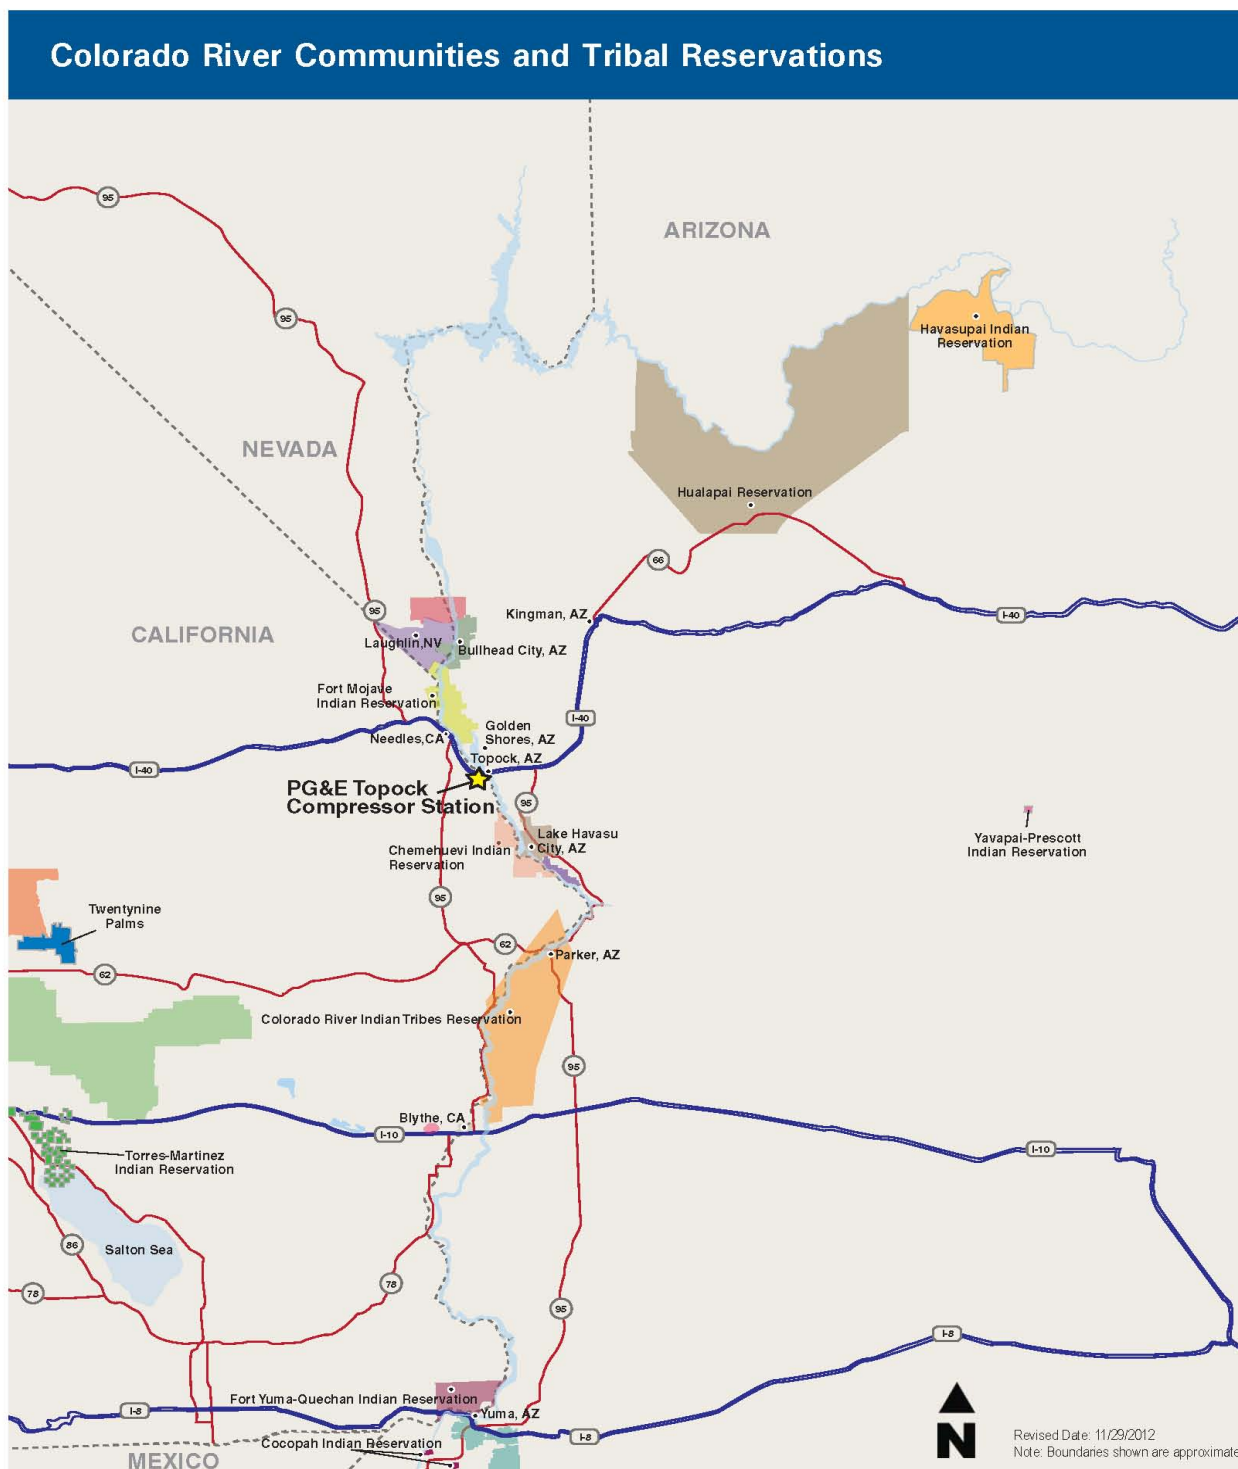 Colorado River Communities and Tribal Reservations
95
ARIZONA
95
Havasupai Indian
Reservation
NEVADA
Hualapai Reservation
66
95
Kingman, AZ
I-40
CALIFORNIA
Laughlin,NV
Bullhead City, AZ
Fort Mojave
Indian Reservation
I-40
Golden
Shores, AZ
Needles,CA
Topock, AZ
I-40
PG&E Topock
Compressor Station
95
Lake Havasu
City, AZ
Chemehuevi Indian
Reservation
Yavapai-Prescott
Indian Reservation
95
Twentynine
Palms
62
Parker, AZ
62
Colorado River Indian Tribes Reservation
95
Blythe, CA
I-10
I-10
Torres-Martinez
Indian Reservation
86
Salton Sea
78
78
95
I-8
Fort Yuma-Quechan Indian Reservation
I-8
Yuma, AZ
I-8
Cocopah Indian Reservation
MEXICO
N
Revised Date: 11/29/2012
Note: Boundaries shown are approximate